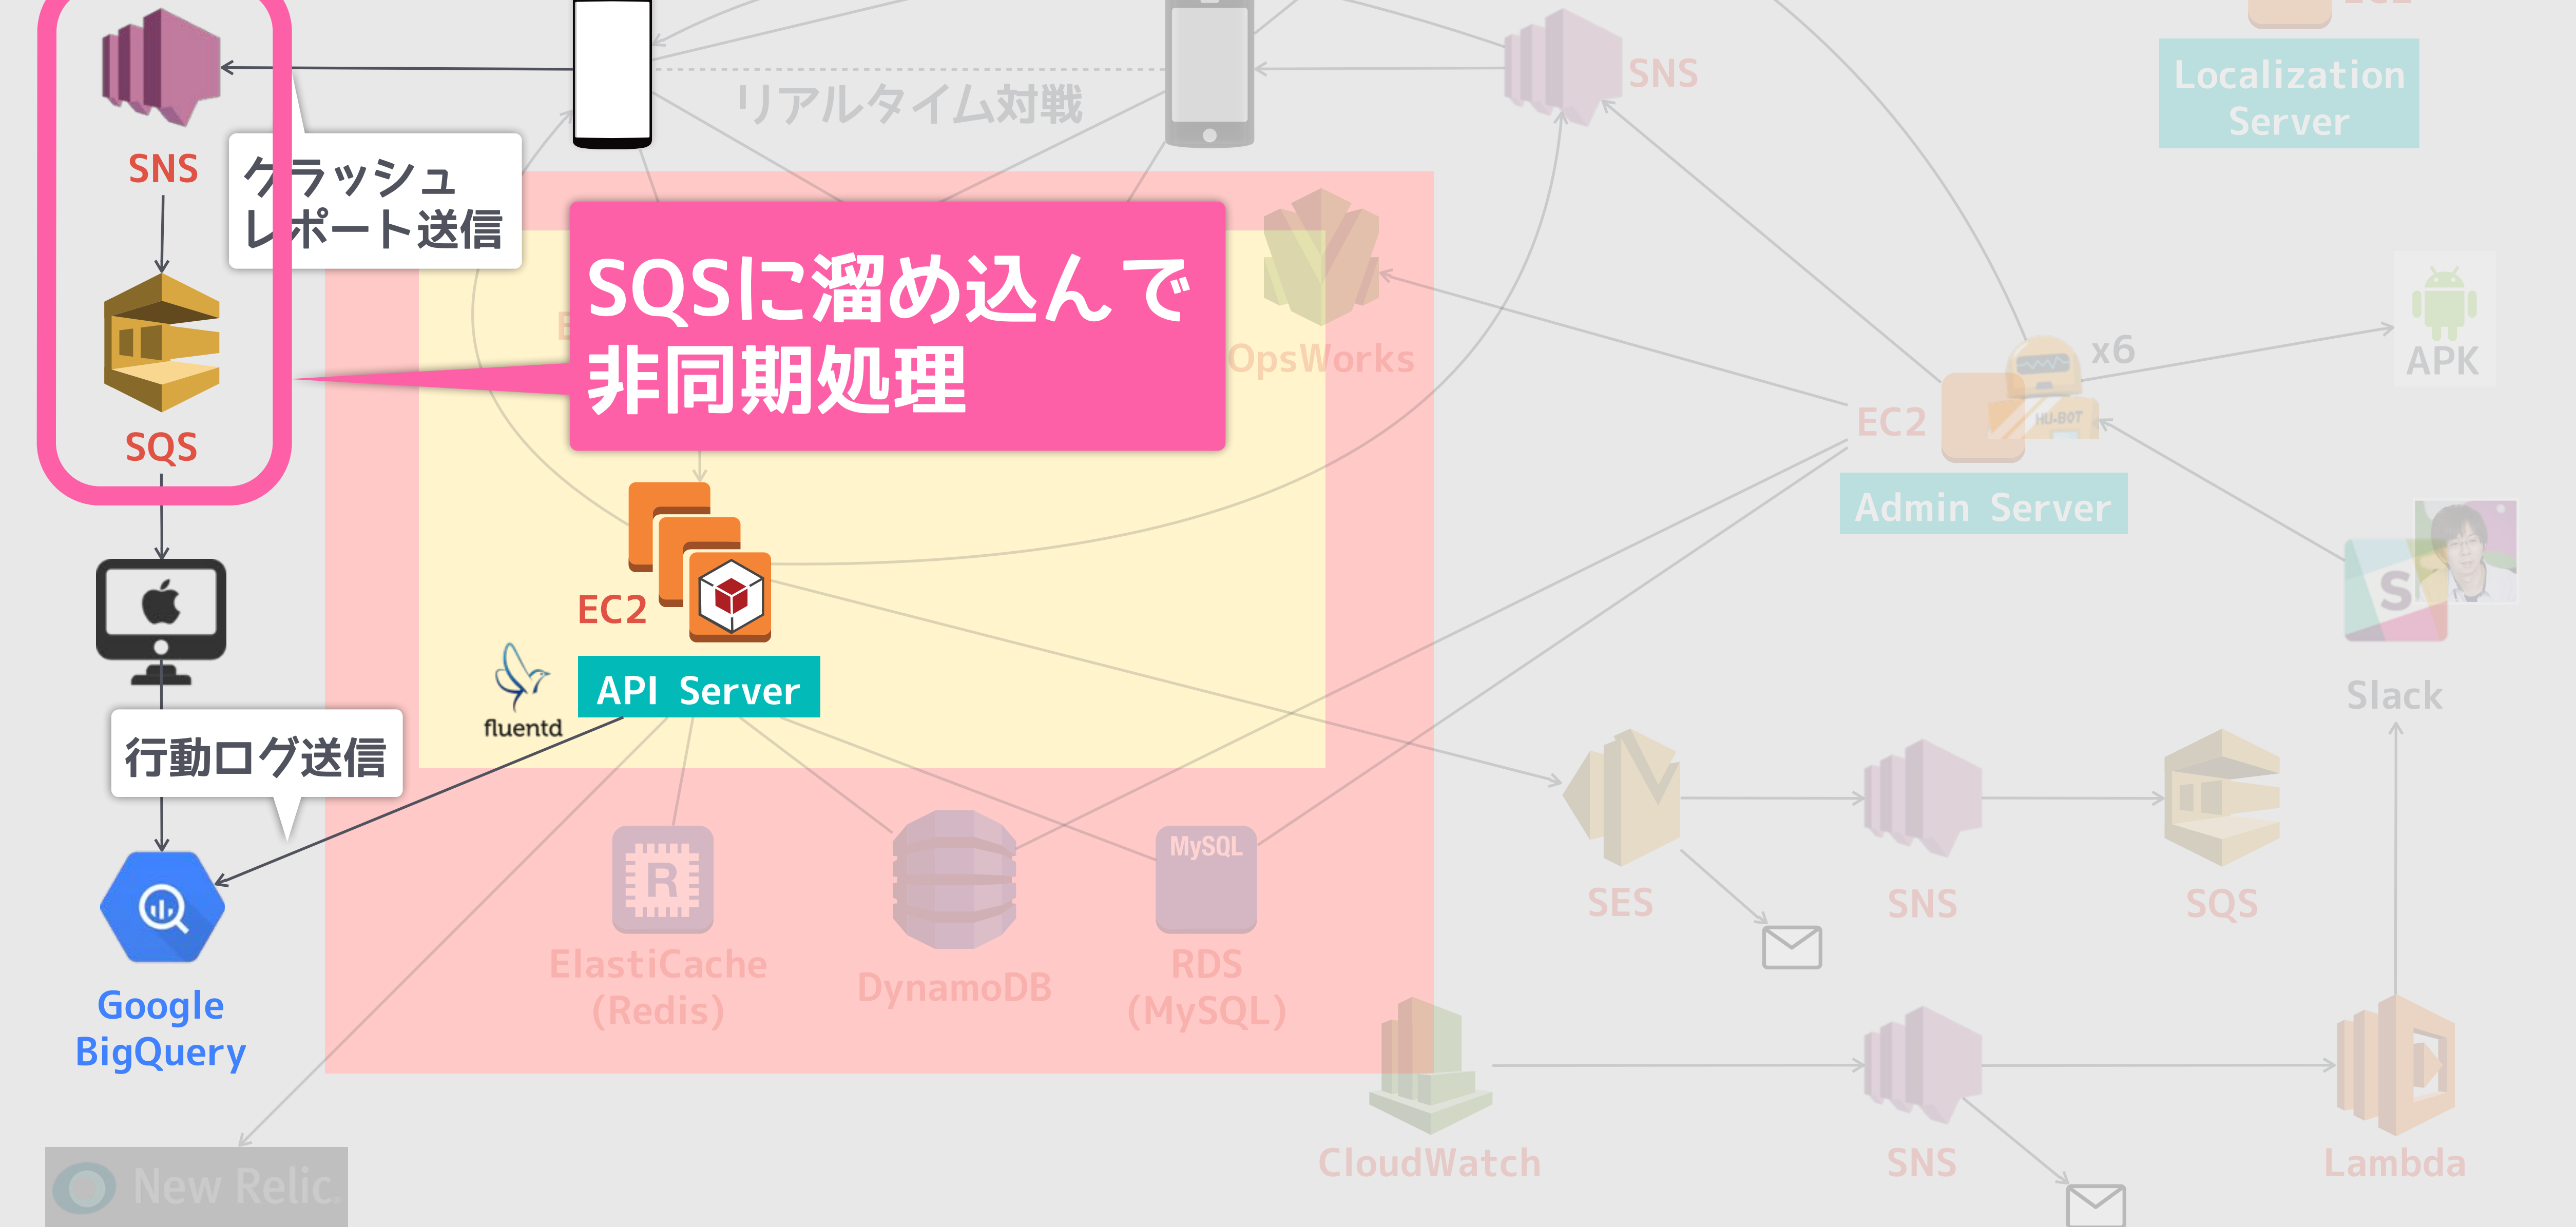 EC2
Localization
Server
SNS
リアルタイム対戦
SNS
クラッシュ
レポート送信
SQSに溜め込んで
非同期処理
OpsWorks
x6
APK
EC2
HU-BOT
Admin Server
SQS
EC2
fluentd
API Server
S
Slack
行動ログ送信
R
MySQL
ElastiCache
(Redis)
DynamoDB
RDS
(MySQL)
SES
SNS
SQS
Google
BigQuery
CloudWatch
SNS
Lambda
New Relic.